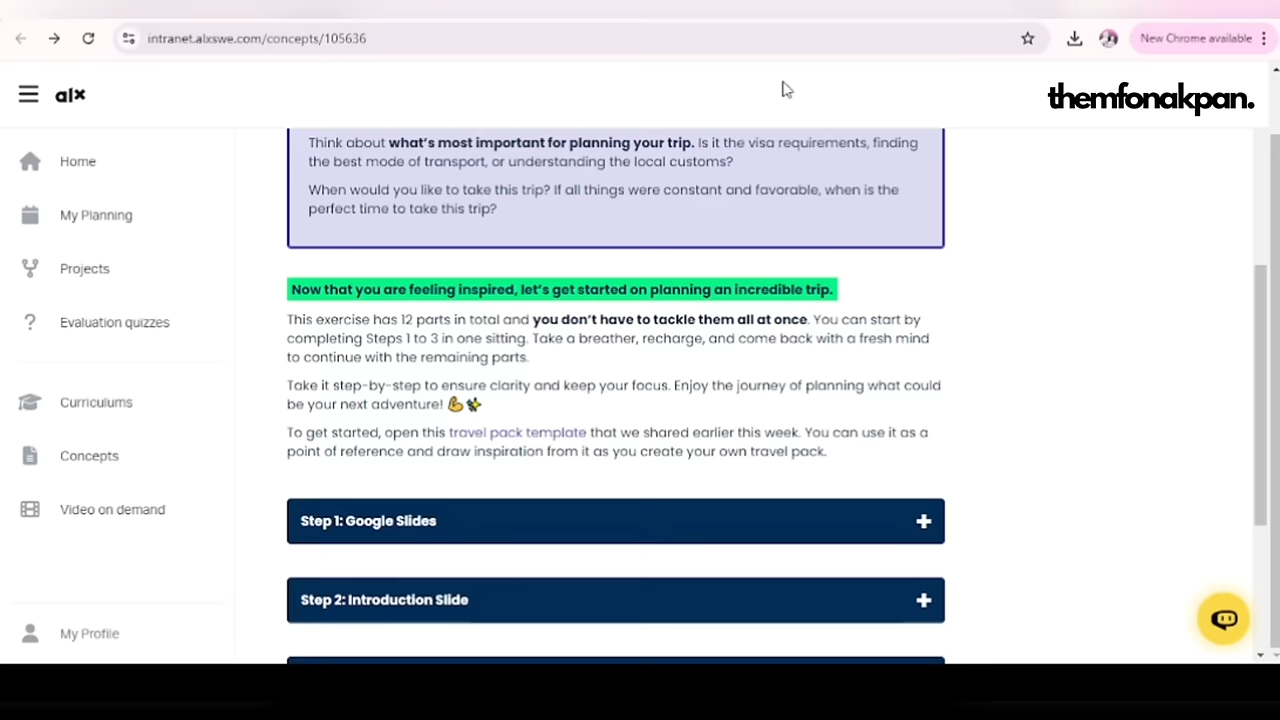 intranet.alxswe.com/concepts/105636
New Chrome available
alx
themfonakpan.
Home
My Planning
Projects
Evaluation quizzes
Curriculums
Concepts
Video on demand
My Profile
Think about what's most important for planning your trip. Is it the visa requirements, finding
the best mode of transport, or understanding the local customs?
When would you like to take this trip? If all things were constant and favorable, when is the
perfect time to take this trip?
Now that you are feeling inspired, let's get started on planning an incredible trip.
This exercise has 12 parts in total and you don't have to tackle them all at once. You can start by
completing Steps 1 to 3 in one sitting. Take a breather, recharge, and come back with a fresh mind
to continue with the remaining parts.
Take it step-by-step to ensure clarity and keep your focus. Enjoy the journey of planning what could
be your next adventure! 💪✨
To get started, open this travel pack template that we shared earlier this week. You can use it as a
point of reference and draw inspiration from it as you create your own travel pack.
Step 1: Google Slides
Step 2: Introduction Slide